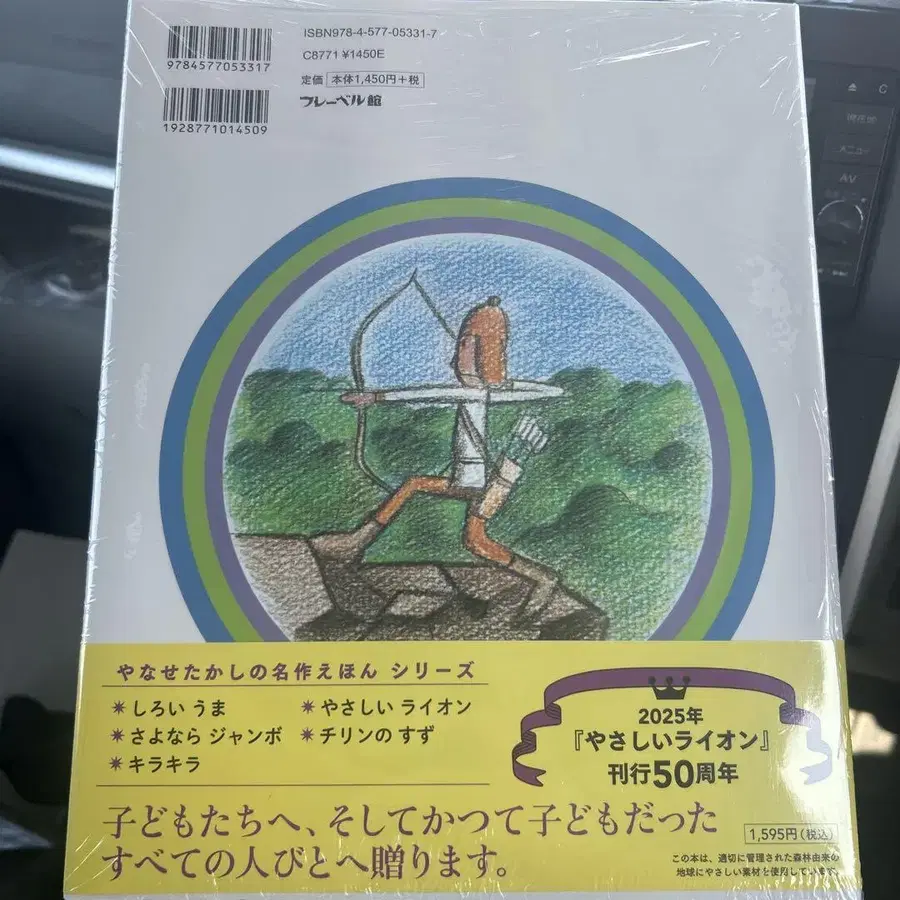 ISBN978-4-577-05331-7
C8771 ¥1450E
定価 本体1,450円+税
フレーベル館
9784577053317
1928771014509
現在地
メニュー
AV
やなせたかしの名作えほん シリーズ
＊しろい うま
＊やさしい ライオン
＊さよなら ジャンボ
＊チリンの すず
＊キラキラ
2025年
『やさしいライオン』
刊行50周年
子どもたちへ、そしてかつて子どもだった
すべての人びとへ贈ります。
1,595円(税込)
この本は、適切に管理された森林由来の
地球にやさしい素材を使用しています。